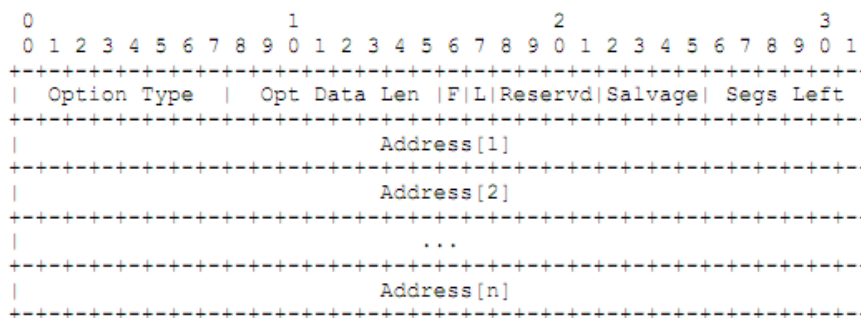 0                   1                   2                   3
0 1 2 3 4 5 6 7 8 9 0 1 2 3 4 5 6 7 8 9 0 1 2 3 4 5 6 7 8 9 0 1
+-+-+-+-+-+-+-+-+-+-+-+-+-+-+-+-+-+-+-+-+-+-+-+-+-+-+-+-+-+-+-+-
|  Option Type  |  Opt Data Len |F|L|Reservd|Salvage| Segs Left
+-+-+-+-+-+-+-+-+-+-+-+-+-+-+-+-+-+-+-+-+-+-+-+-+-+-+-+-+-+-+-+-
|                           Address[1]
+-+-+-+-+-+-+-+-+-+-+-+-+-+-+-+-+-+-+-+-+-+-+-+-+-+-+-+-+-+-+-+-
|                           Address[2]
+-+-+-+-+-+-+-+-+-+-+-+-+-+-+-+-+-+-+-+-+-+-+-+-+-+-+-+-+-+-+-+-
|                              ...
+-+-+-+-+-+-+-+-+-+-+-+-+-+-+-+-+-+-+-+-+-+-+-+-+-+-+-+-+-+-+-+-
|                           Address[n]
+-+-+-+-+-+-+-+-+-+-+-+-+-+-+-+-+-+-+-+-+-+-+-+-+-+-+-+-+-+-+-+-